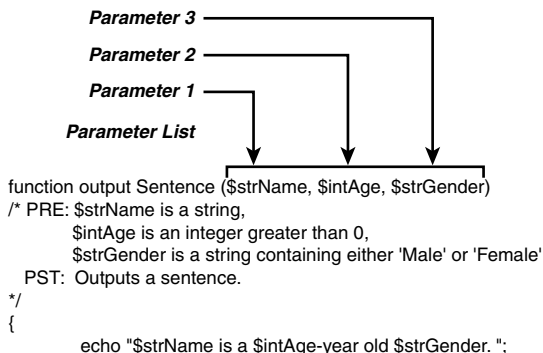 Parameter 3
Parameter 2
Parameter 1
Parameter List
function output Sentence ($strName, $intAge, $strGender)
/* PRE: $strName is a string,
$intAge is an integer greater than 0,
$strGender is a string containing either 'Male' or 'Female'
PST: Outputs a sentence.
*/
{
echo "$strName is a $intAge-year old $strGender. ";